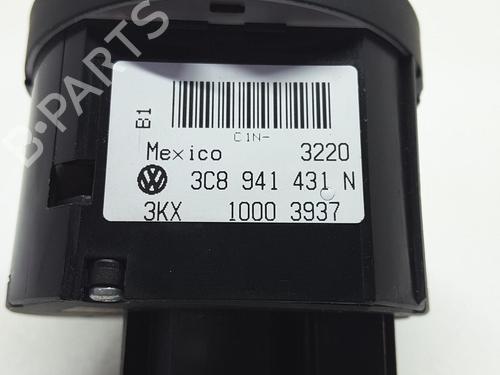 B1
C1N-
Mexico 3220
3C8 941 431 N
3KX 1000 3937
B-PARTS